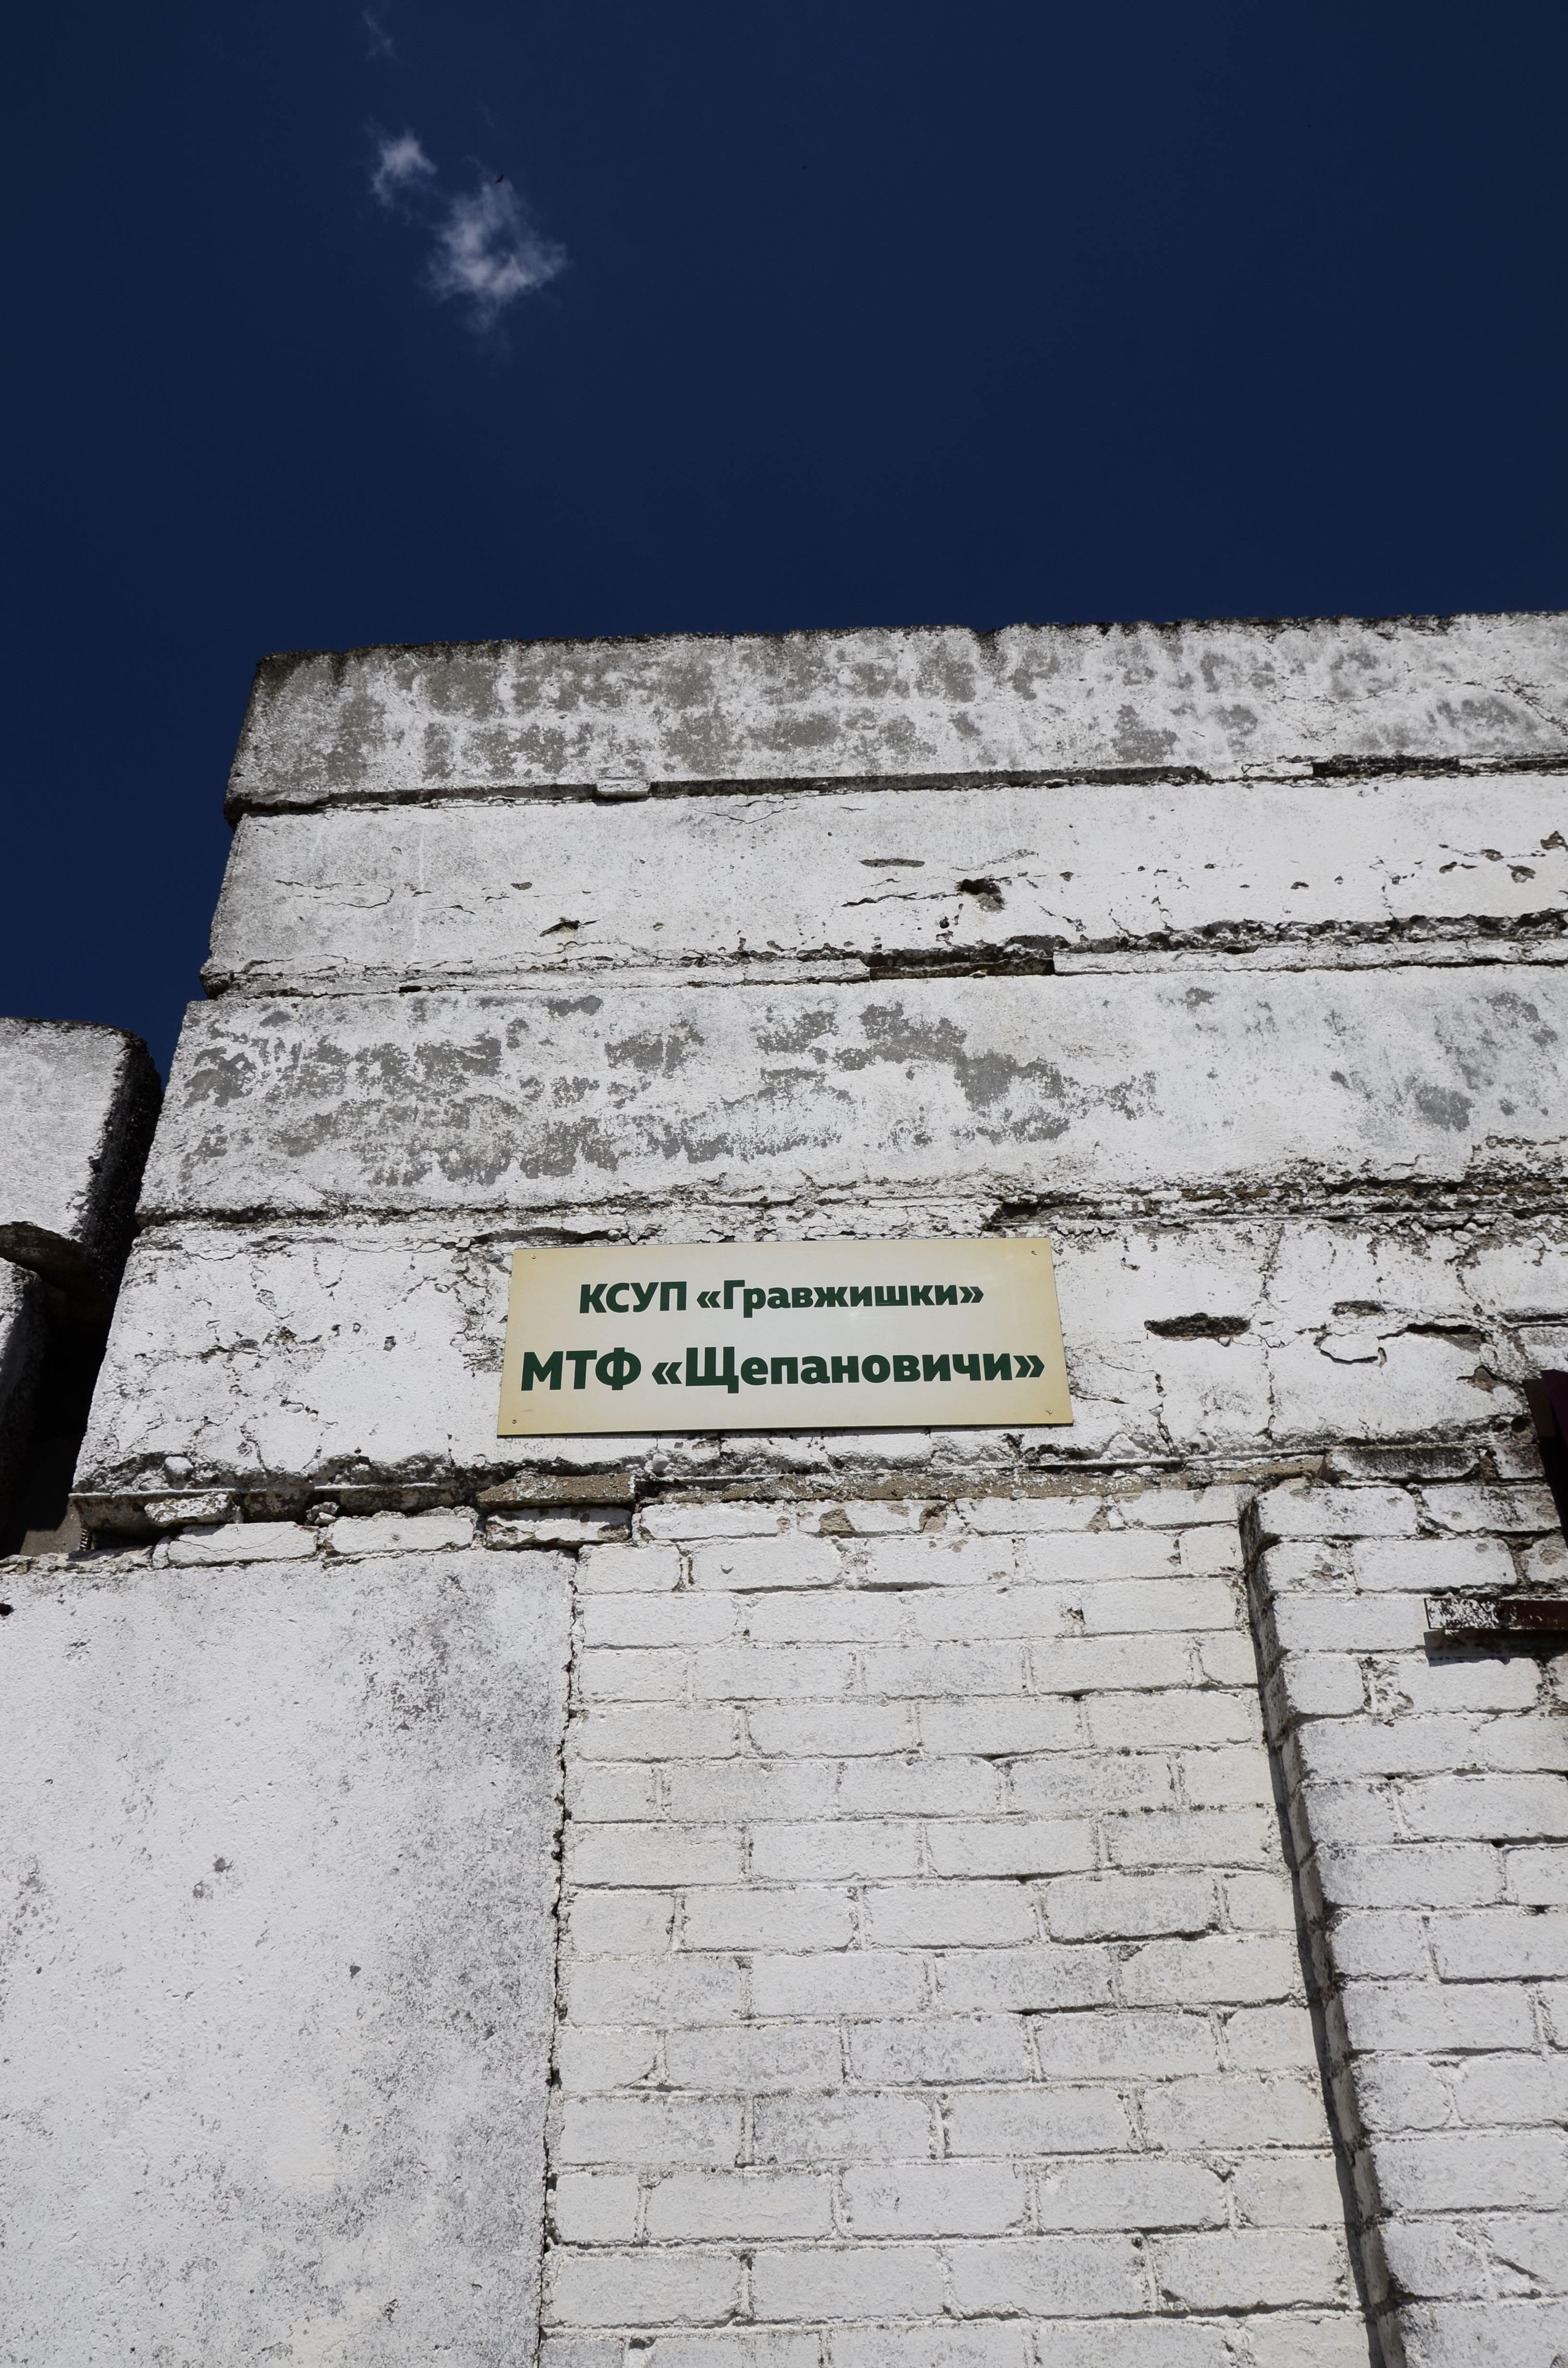 КСУП «Гравжишки»
МТФ «Щепановичи»